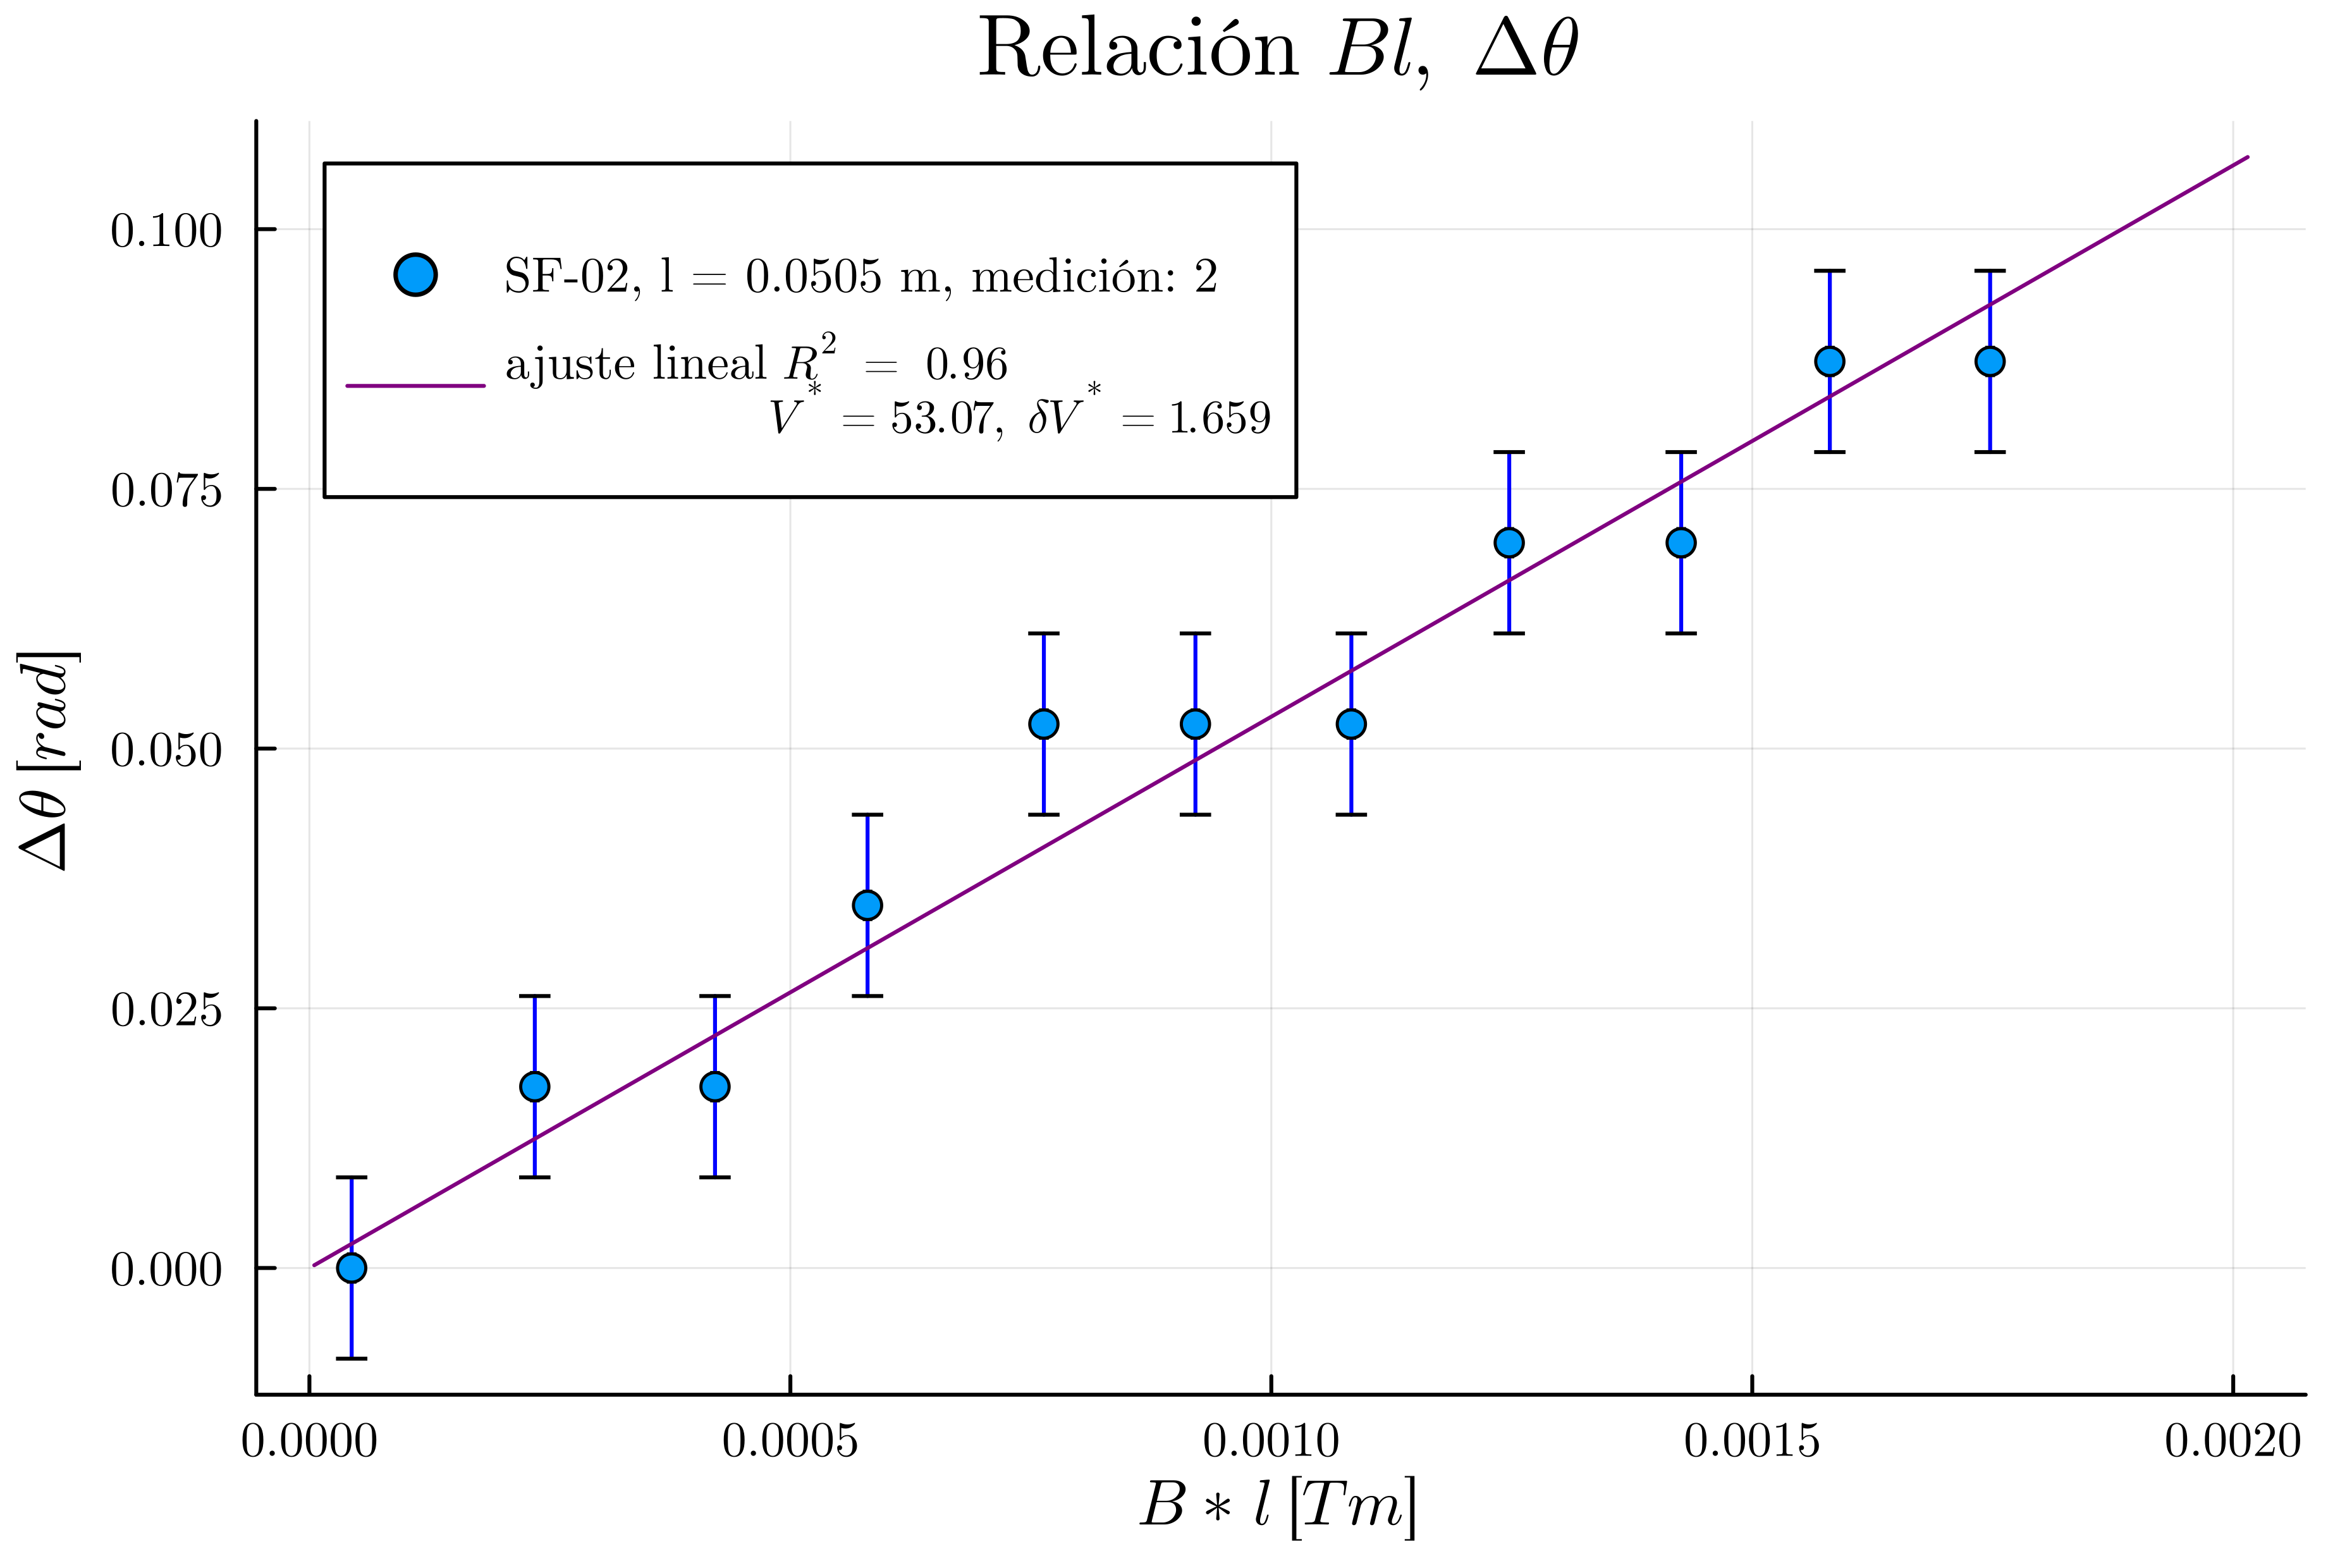 Relación Bl, Δθ
SF-02, l = 0.0505 m, medición: 2
ajuste lineal R² = 0.96
V* = 53.07, δV* = 1.659
Δθ [rad]
0.100
0.075
0.050
0.025
0.000
0.0000 0.0005 0.0010 0.0015 0.0020
B * l [Tm]